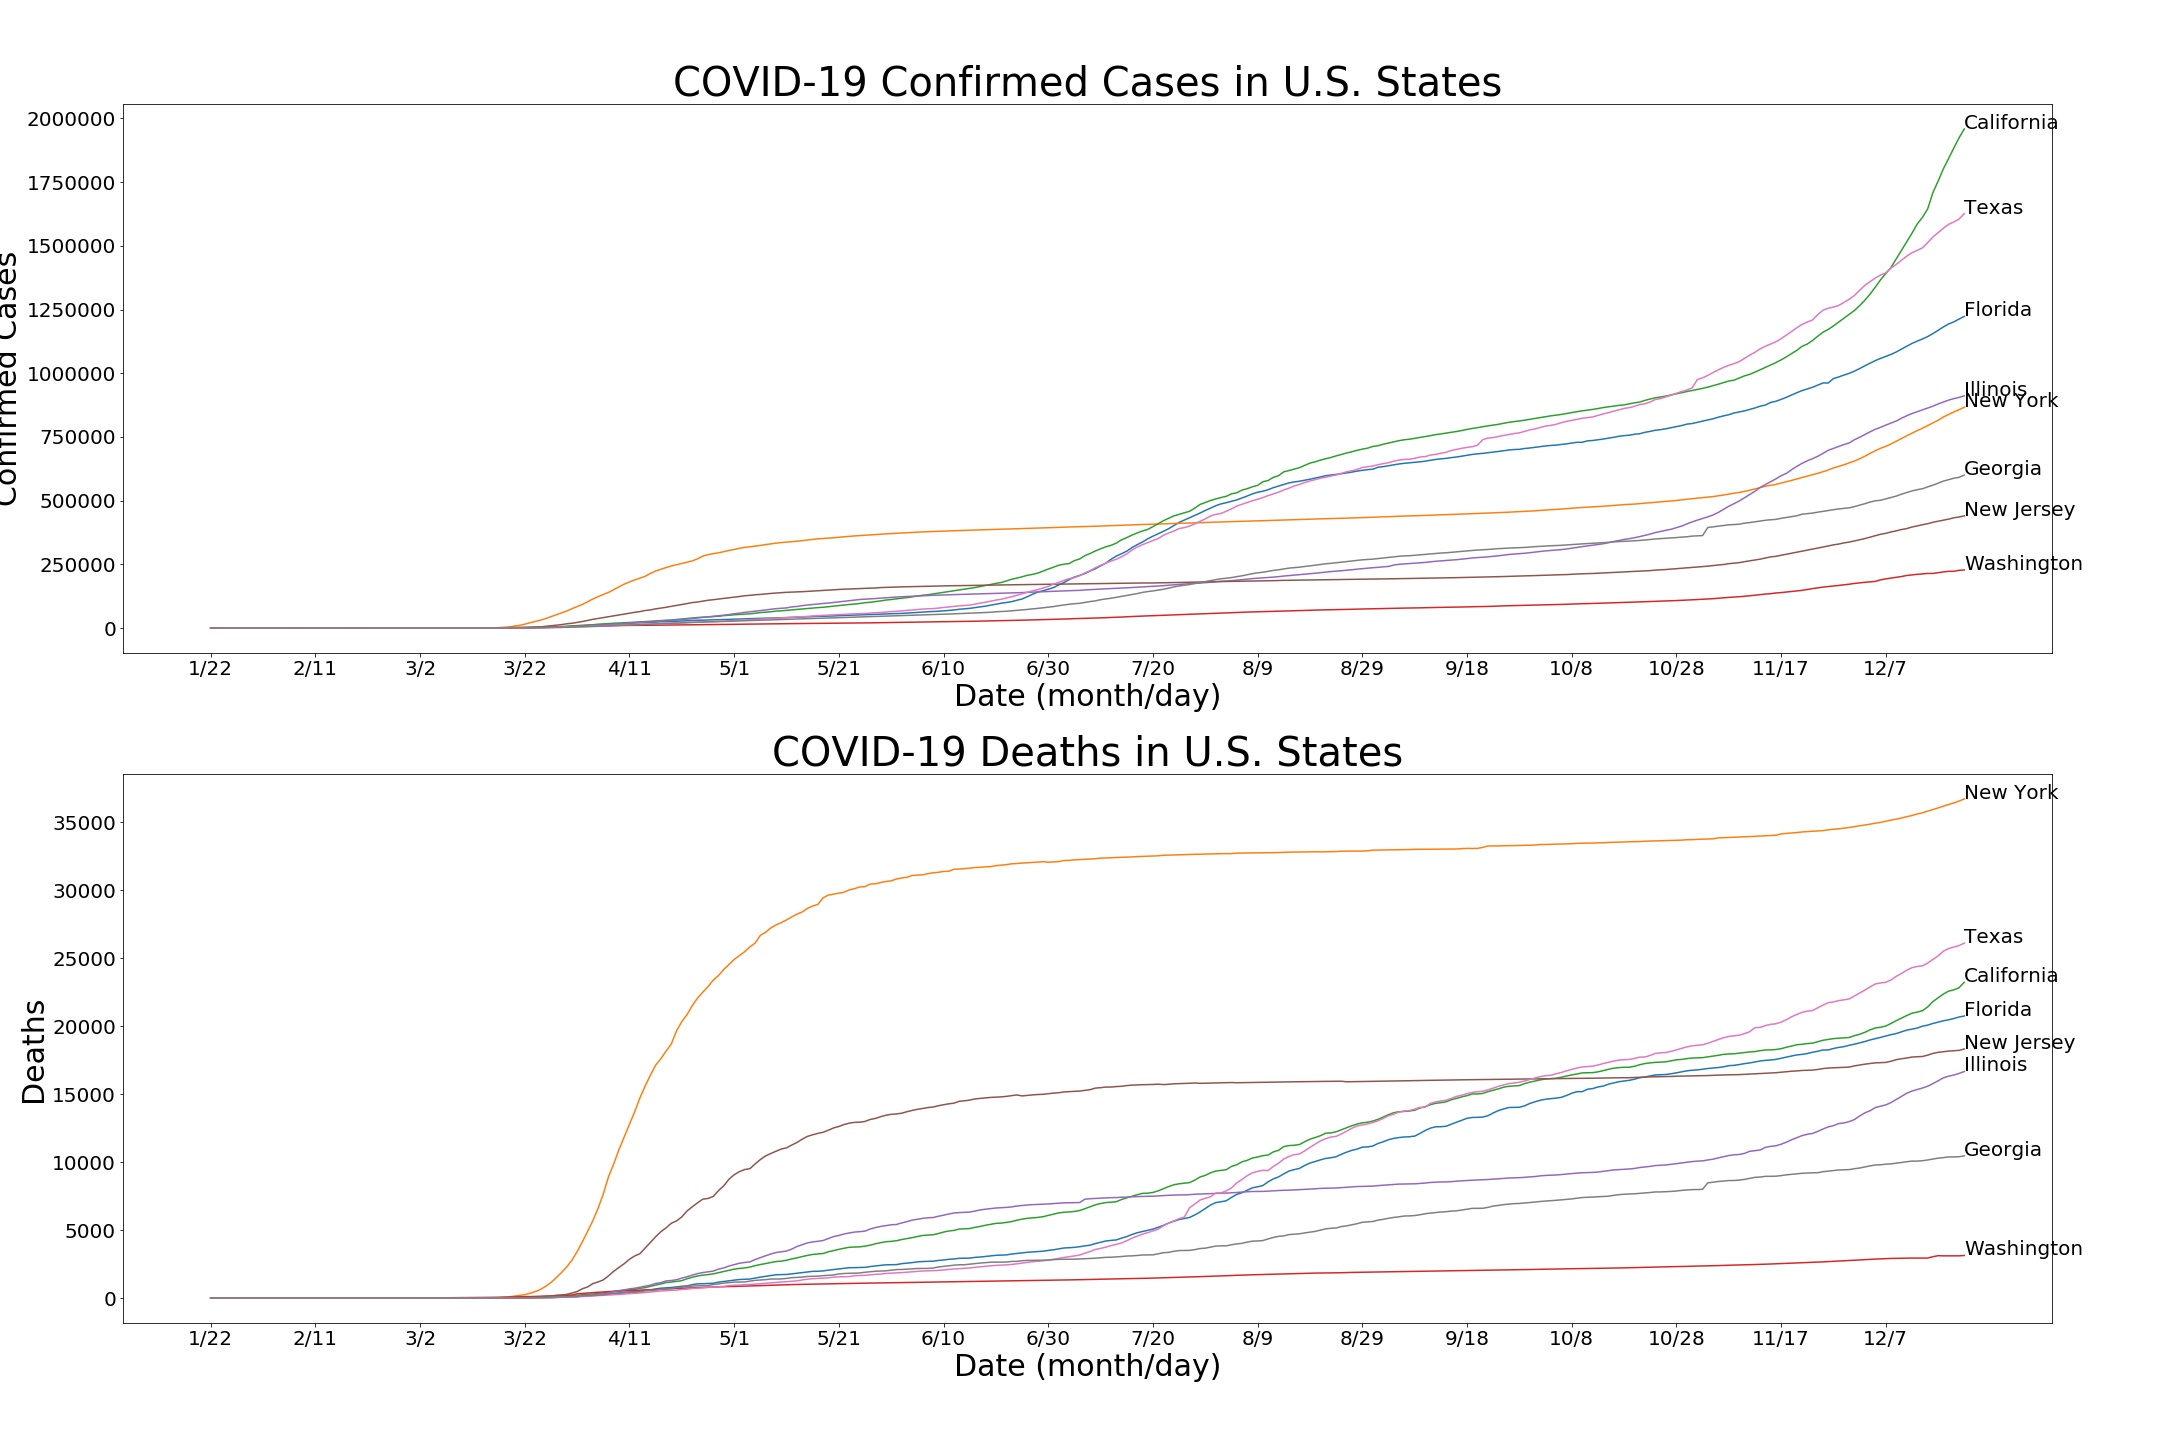 COVID-19 Confirmed Cases in U.S. States
2000000
1750000
1500000
1250000
1000000
750000
500000
250000
0
Confirmed Cases
California
Texas
Florida
Illinois
New York
Georgia
New Jersey
Washington
1/22 2/11 3/2 3/22 4/11 5/1 5/21 6/10 6/30 7/20 8/9 8/29 9/18 10/8 10/28 11/17 12/7
Date (month/day)
COVID-19 Deaths in U.S. States
35000
30000
25000
20000
15000
10000
5000
0
Deaths
New York
Texas
California
Florida
New Jersey
Illinois
Georgia
Washington
1/22 2/11 3/2 3/22 4/11 5/1 5/21 6/10 6/30 7/20 8/9 8/29 9/18 10/8 10/28 11/17 12/7
Date (month/day)